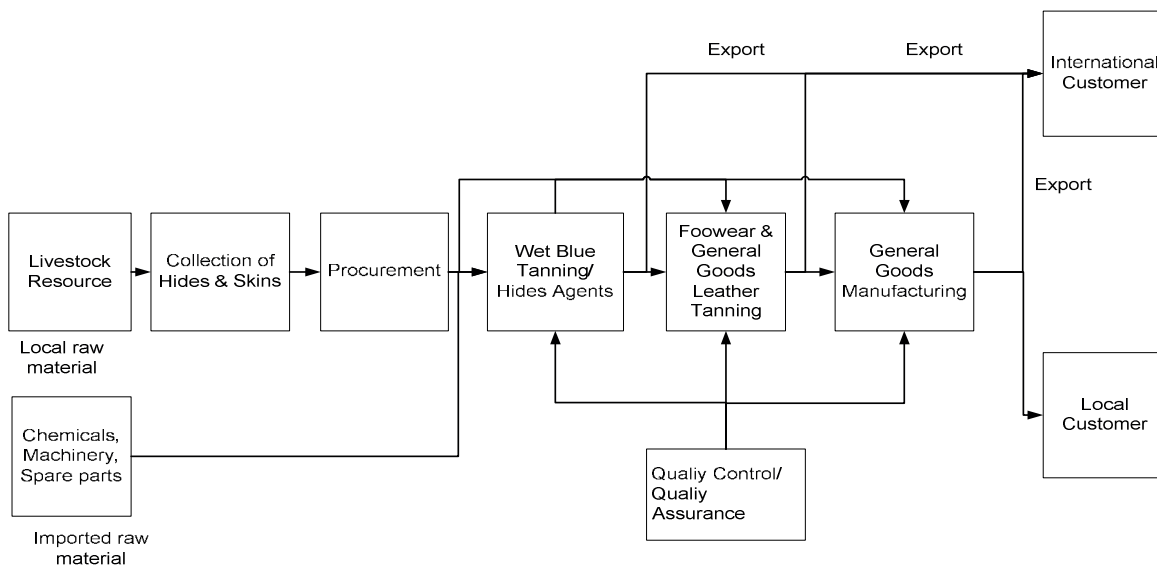 Export
Export
International
Customer
Export
Livestock
Resource
Collection of
Hides & Skins
Procurement
Wet Blue
Tanning/
Hides Agents
Foowear &
General
Goods
Leather
Tanning
General
Goods
Manufacturing
Local raw
material
Chemicals,
Machinery,
Spare parts
Imported raw
material
Qualiy Control/
Qualiy
Assurance
Local
Customer